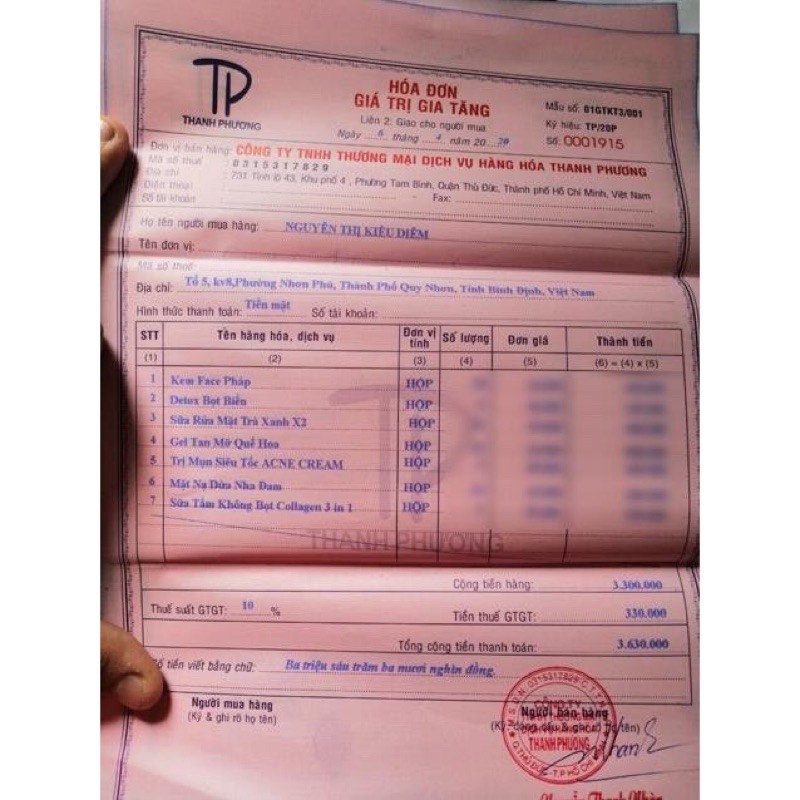 TP
THANH PHƯƠNG
HÓA ĐƠN
GIÁ TRỊ GIA TĂNG
Liên 2: Giao cho người mua
Ngày 6 tháng 4 năm 2020
Mẫu số: 01GTKT3/001
Ký hiệu: TP/20P
Số: 0001915
Đơn vị bán hàng: CÔNG TY TNHH THƯƠNG MẠI DỊCH VỤ HÀNG HÓA THANH PHƯƠNG
Mã số thuế : 0315317829
Địa chỉ : 731 Tỉnh lộ 43, Khu phố 4 , Phường Tam Bình, Quận Thủ Đức, Thành phố Hồ Chí Minh, Việt Nam
Điện thoại : - Fax:
Số tài khoản :
Họ tên người mua hàng: NGUYỄN THỊ KIỀU DIỄM
Tên đơn vị:
Mã số thuế:
Địa chỉ: Tổ 5, kv8,Phường Nhơn Phú, Thành Phố Quy Nhơn, Tỉnh Bình Định, Việt Nam
Hình thức thanh toán: Tiền mặt Số tài khoản:
STT Tên hàng hóa, dịch vụ Đơn vị tính Số lượng Đơn giá Thành tiền
(1) (2) (3) (4) (5) (6) = (4) x (5)
1 Kem Face Pháp HỘP
2 Detox Bọt Biển HỘP
3 Sữa Rửa Mặt Trà Xanh X2 HỘP
4 Gel Tan Mỡ Quế Hoa HỘP
5 Trị Mụn Siêu Tốc ACNE CREAM HỘP
6 Mặt Nạ Dừa Nha Đam HỘP
7 Sữa Tắm Không Bọt Collagen 3 in 1 HỘP
THANH PHƯƠNG
Cộng tiền hàng: 3.300.000
Thuế suất GTGT: 10 % Tiền thuế GTGT: 330.000
Tổng cộng tiền thanh toán: 3.630.000
Số tiền viết bằng chữ: Ba triệu sáu trăm ba mươi nghìn đồng.
Người mua hàng
(Ký & ghi rõ họ tên)
Người bán hàng
THANH PHƯƠNG